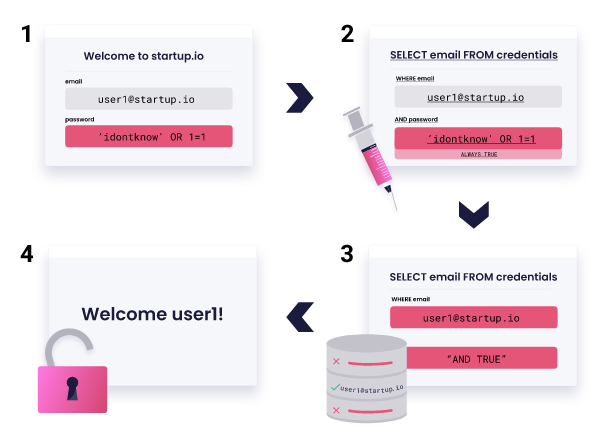 1
Welcome to startup.io
email
user1@startup.io
password
'idontknow' OR 1=1
2
SELECT email FROM credentials
WHERE email
user1@startup.io
AND password
'idontknow' OR 1=1
ALWAYS TRUE
3
SELECT email FROM credentials
WHERE email
user1@startup.io
"AND TRUE"
user1@startup.io
4
Welcome user1!